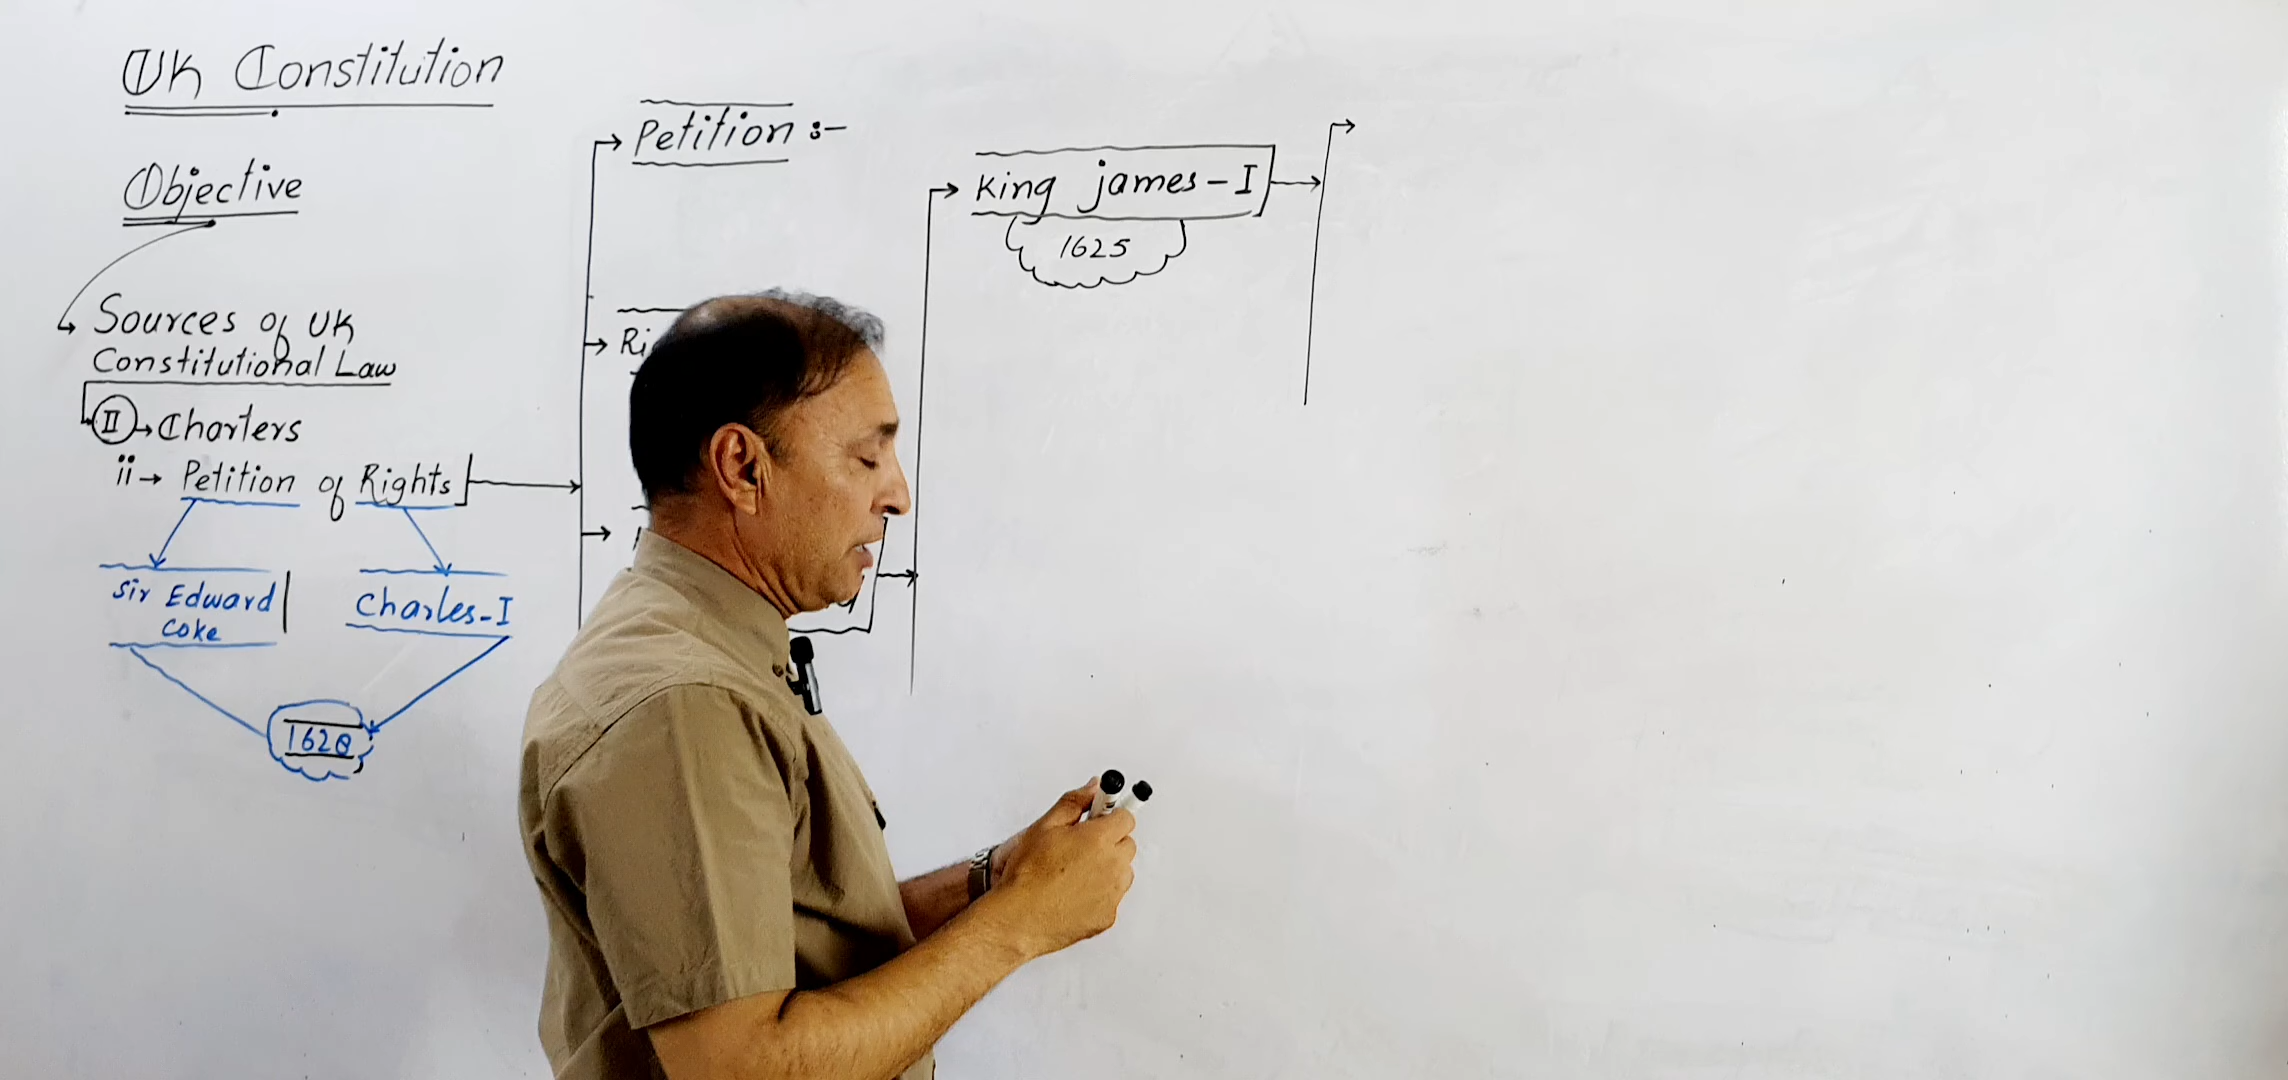 UK Constitution
Objective
Sources of UK
Constitutional Law
II → Charters
ii → Petition of Rights
Sir Edward
Coke
Charles-I
1628
Petition :-
King james - I
1625